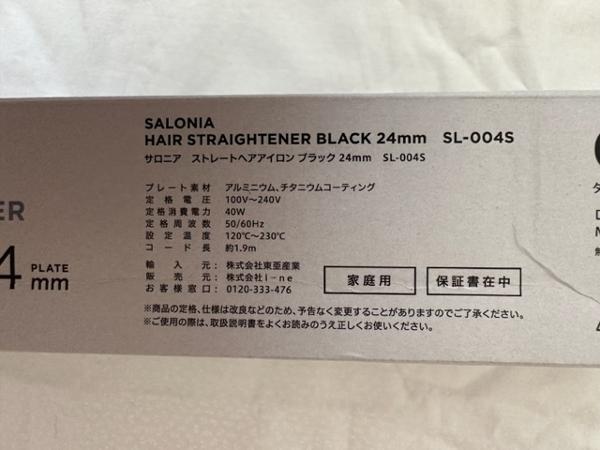 SALONIA
HAIR STRAIGHTENER BLACK 24mm SL-004S
サロニア ストレートヘアアイロン ブラック 24mm SL-004S
プレート素材 アルミニウム、チタニウムコーティング
定格電圧 100V〜240V
定格消費電力 40W
定格周波数 50/60Hz
設定温度 120℃〜230℃
コード長 約1.9m
輸入元: 株式会社東亜産業
販売元: 株式会社i-ne
お客様窓口: 0120-333-476
家庭用
保証書在中
※商品の定格、仕様は改良などのため、予告なく変更することがありますのでご了承ください。
※ご使用の際は、取扱説明書をよくお読みのうえ正しくお使いください。
ER
4 PLATE
mm